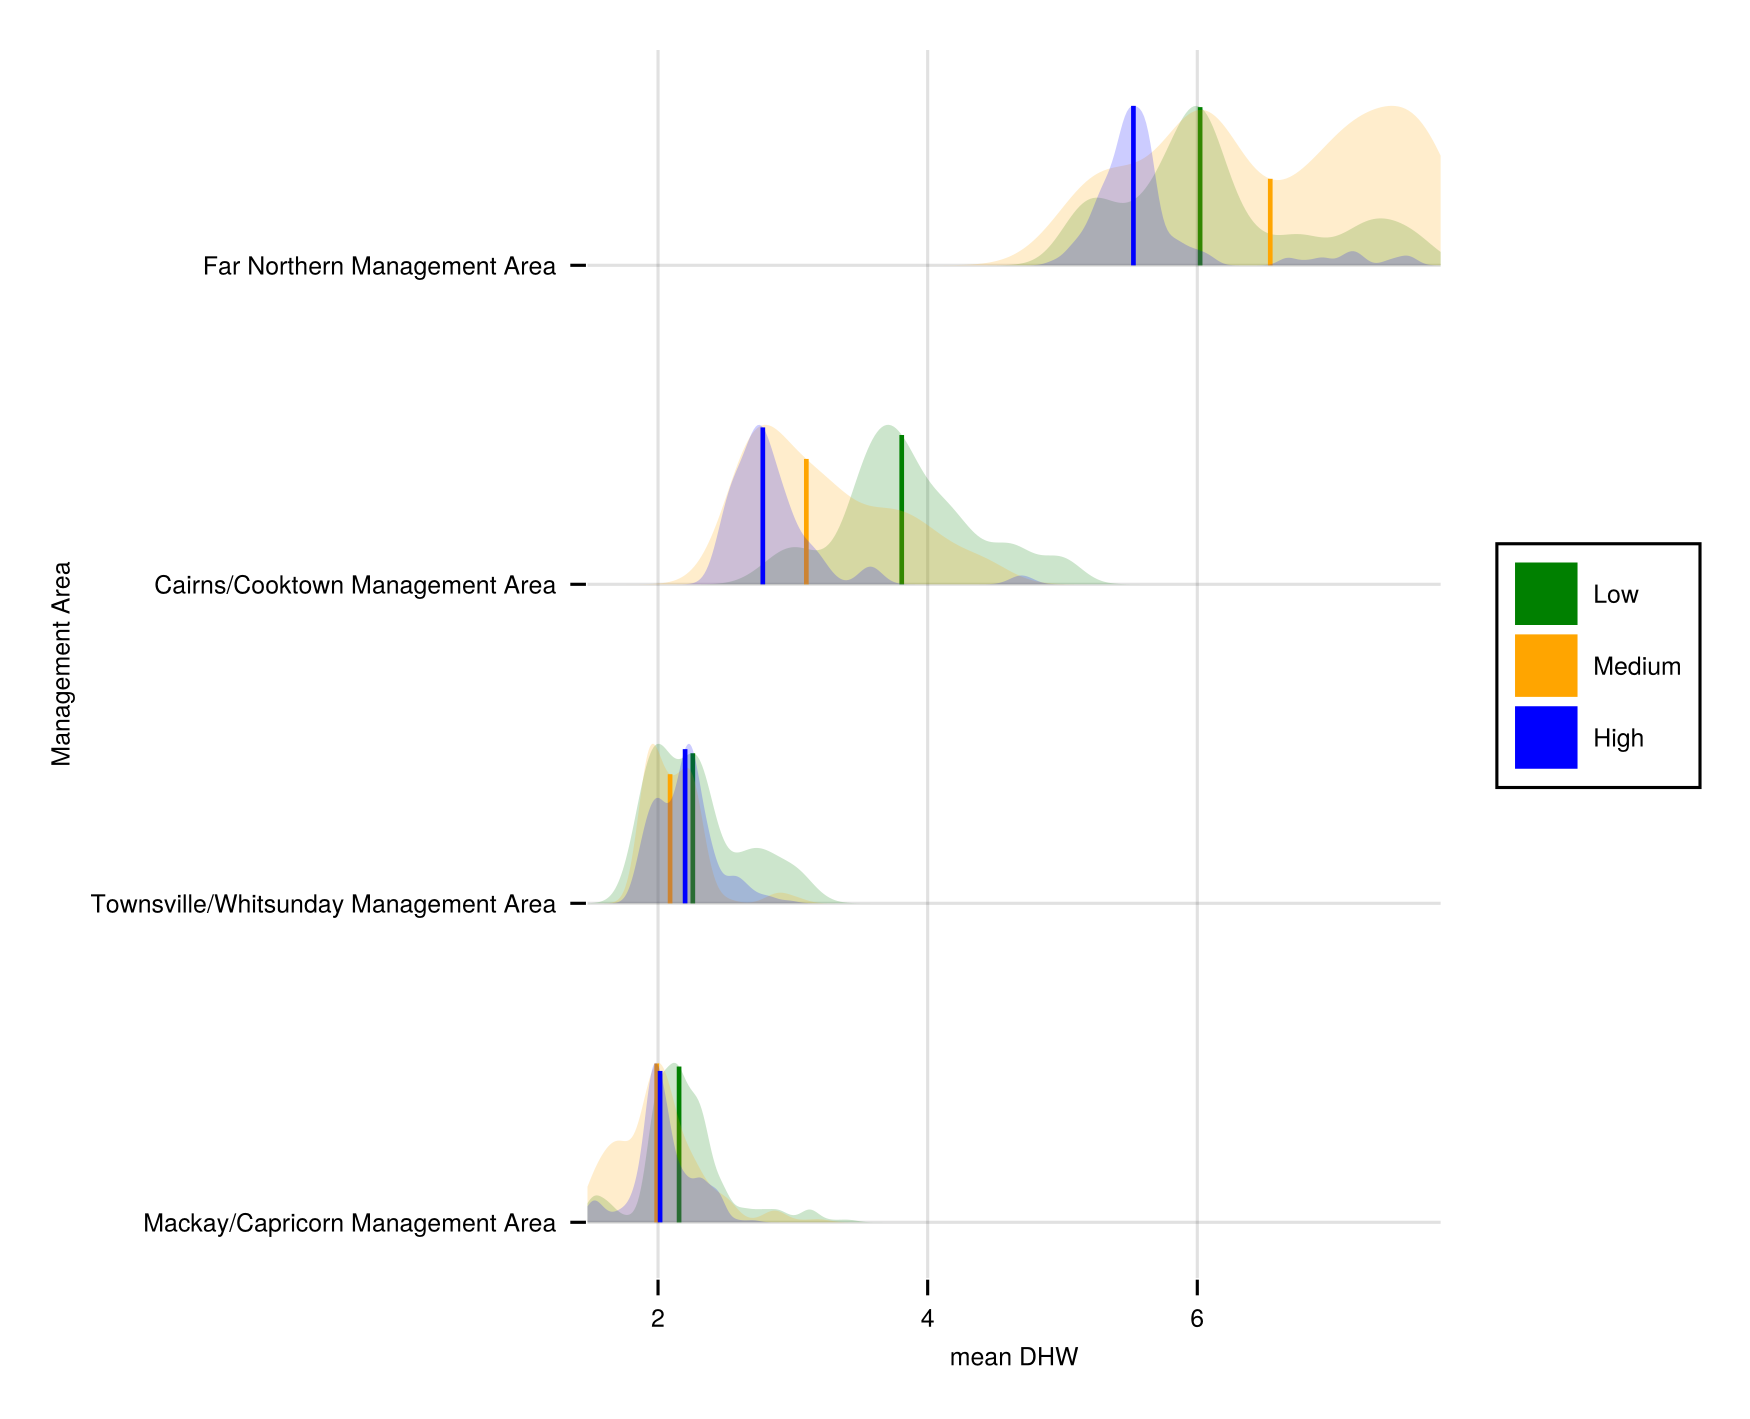 Far Northern Management Area
Cairns/Cooktown Management Area
Townsville/Whitsunday Management Area
Mackay/Capricorn Management Area
Management Area
2 4 6
mean DHW
Low
Medium
High